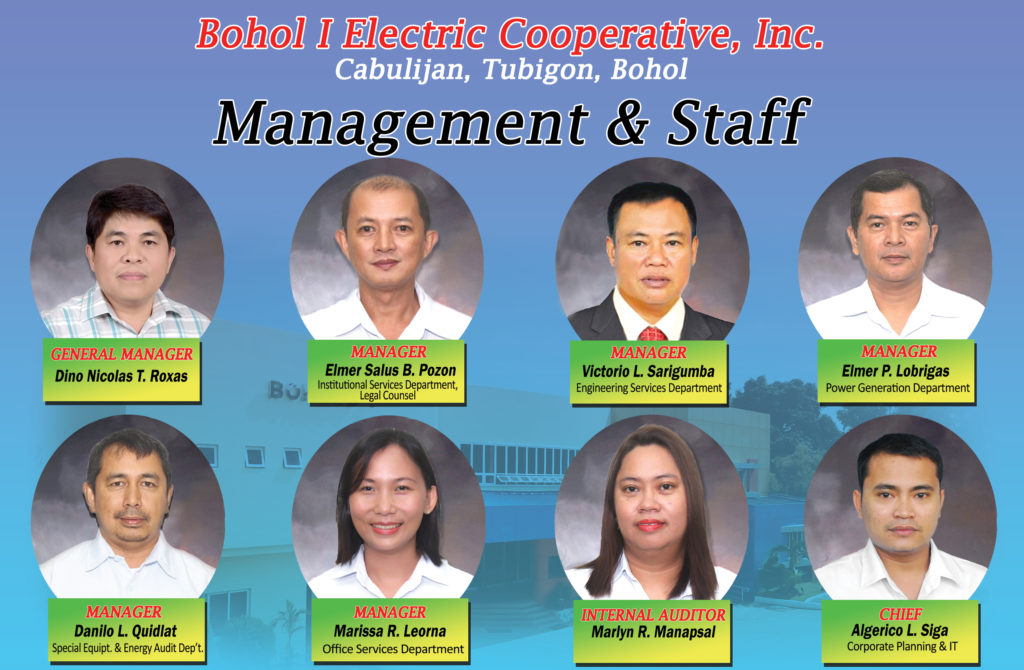 Bohol I Electric Cooperative, Inc.
Cabulijan, Tubigon, Bohol
Management & Staff
GENERAL MANAGER
Dino Nicolas T. Roxas
MANAGER
Elmer Salus B. Pozon
Institutional Services Department,
Legal Counsel
MANAGER
Victorio L. Sarigumba
Engineering Services Department
MANAGER
Elmer P. Lobrigas
Power Generation Department
BO
MANAGER
Danilo L. Quidlat
Special Equipt. & Energy Audit Dep't.
MANAGER
Marissa R. Leorna
Office Services Department
INTERNAL AUDITOR
Marlyn R. Manapsal
CHIEF
Algerico L. Siga
Corporate Planning & IT